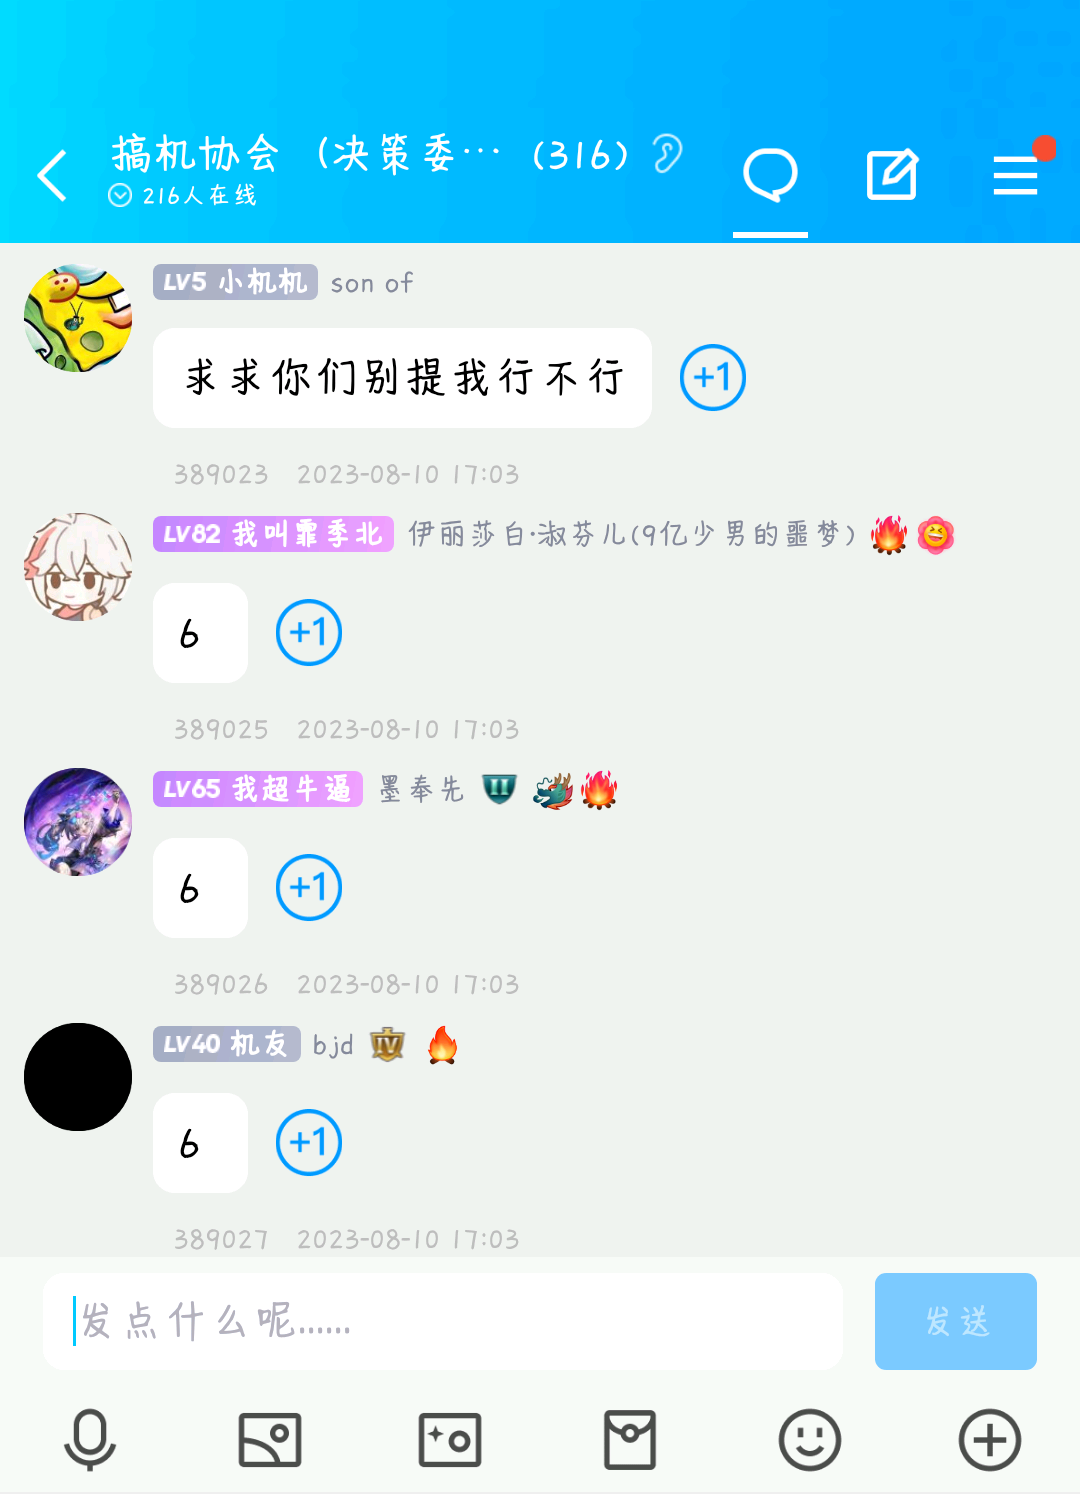 搞机协会 （决策委… (316)
216人在线
LV5 小机机 son of
求求你们别提我行不行
+1
389023 2023-08-10 17:03
LV82 我叫霏季北 伊丽莎白·淑芬儿(9亿少男的噩梦)
6
+1
389025 2023-08-10 17:03
LV65 我超牛逼 墨奉先 III
6
+1
389026 2023-08-10 17:03
LV40 机友 bjd IV
6
+1
389027 2023-08-10 17:03
发点什么呢......
发送